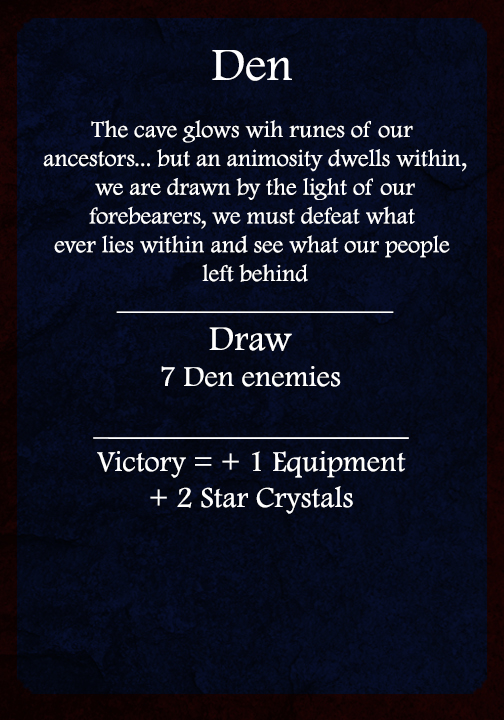 Den
The cave glows wih runes of our
ancestors... but an animosity dwells within,
we are drawn by the light of our
forebearers, we must defeat what
ever lies within and see what our people
left behind
Draw
7 Den enemies
Victory = + 1 Equipment
+ 2 Star Crystals